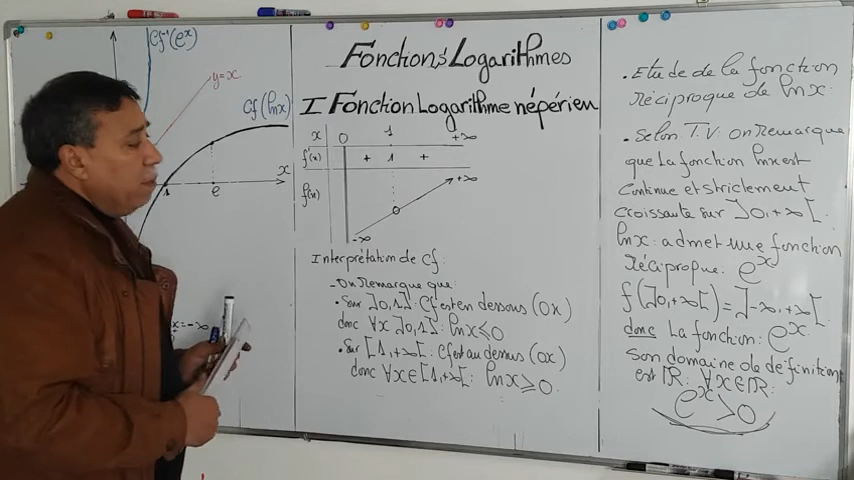 Cf⁻¹(eˣ)
y=x
Cf(lnx)
x
1
e
x=-∞
Fonctions Logarithmes
I Fonction Logarithme népérien
x 0 1 +∞
f'(x) + 1 +
f(x) -∞ 0 +∞
Interprétation de Cf.
-On Remarque que:
• Sur ]0,1]: Cf est en dessous (Ox)
donc ∀x ]0,1]: lnx≤0
• Sur [1,+∞[: Cf est au dessus (Ox)
donc ∀x∈[1,+∞[: lnx≥0.
• Etude de la fonction
réciproque de lnx.
• Selon T.V. on Remarque
que la fonction lnx est
continue et strictement
croissante sur ]0,+∞[.
lnx: admet une fonction
réciproque: eˣ
f(]0,+∞[)=]-∞,+∞[.
donc la fonction: eˣ
son domaine de définition
est ℝ: ∀x∈ℝ:
eˣ>0